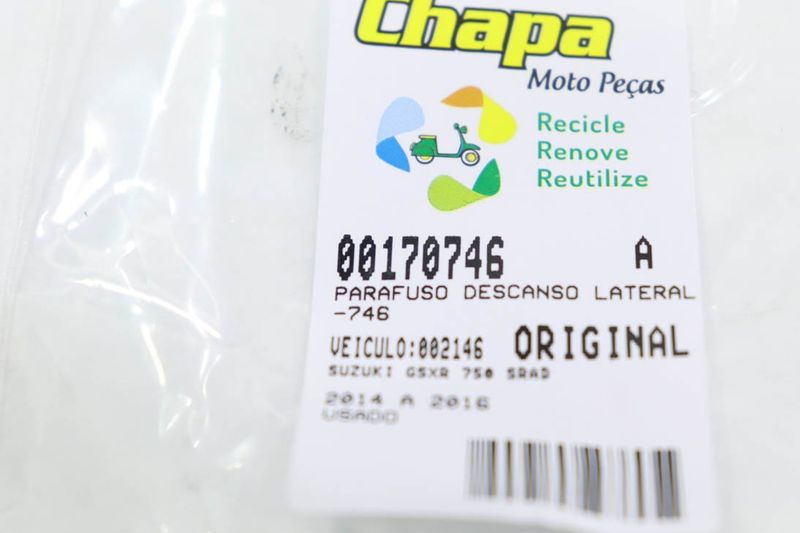 Chapa
Moto Peças
Recicle
Renove
Reutilize
00170746 A
PARAFUSO DESCANSO LATERAL
-746
VEICULO:002146 ORIGINAL
SUZUKI GSXR 750 SRAD
2014 A 2016
USADO